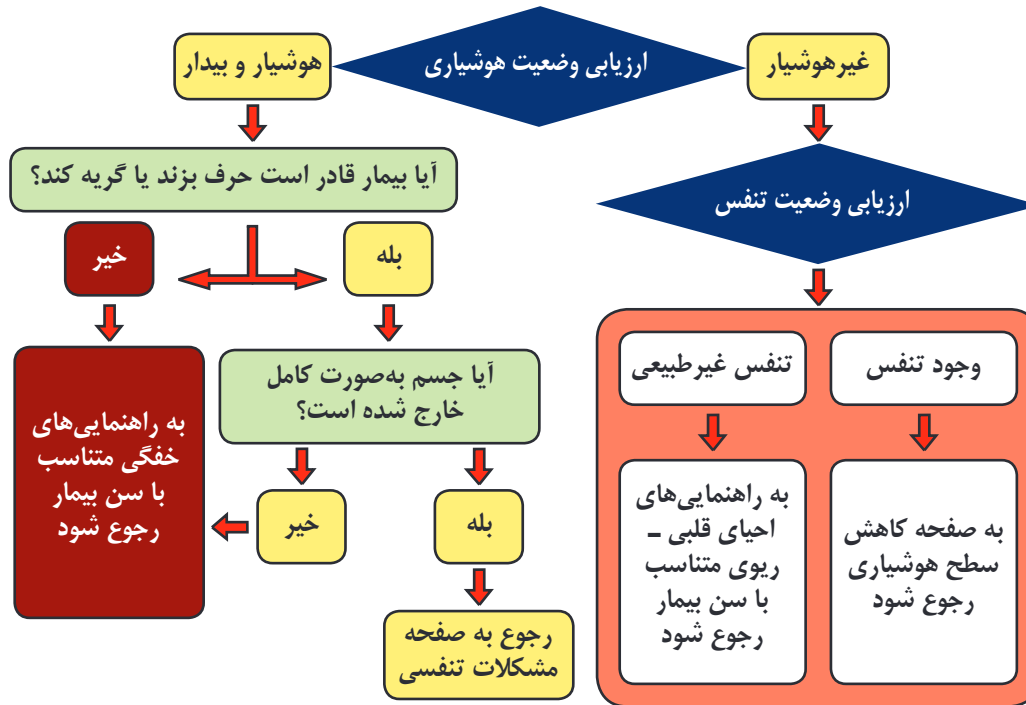 ارزیابی وضعیت هوشیاری
غیرهوشیار
هوشیار و بیدار
ارزیابی وضعیت تنفس
آیا بیمار قادر است حرف بزند یا گریه کند؟
بله
خیر
وجود تنفس
تنفس غیرطبیعی
آیا جسم به‌صورت کامل
خارج شده است؟
به راهنمایی‌های
خفگی متناسب
با سن بیمار
رجوع شود
به صفحه کاهش
سطح هوشیاری
رجوع شود
به راهنمایی‌های
احیای قلبی ـ
ریوی متناسب
با سن بیمار
رجوع شود
بله
خیر
رجوع به صفحه
مشکلات تنفسی